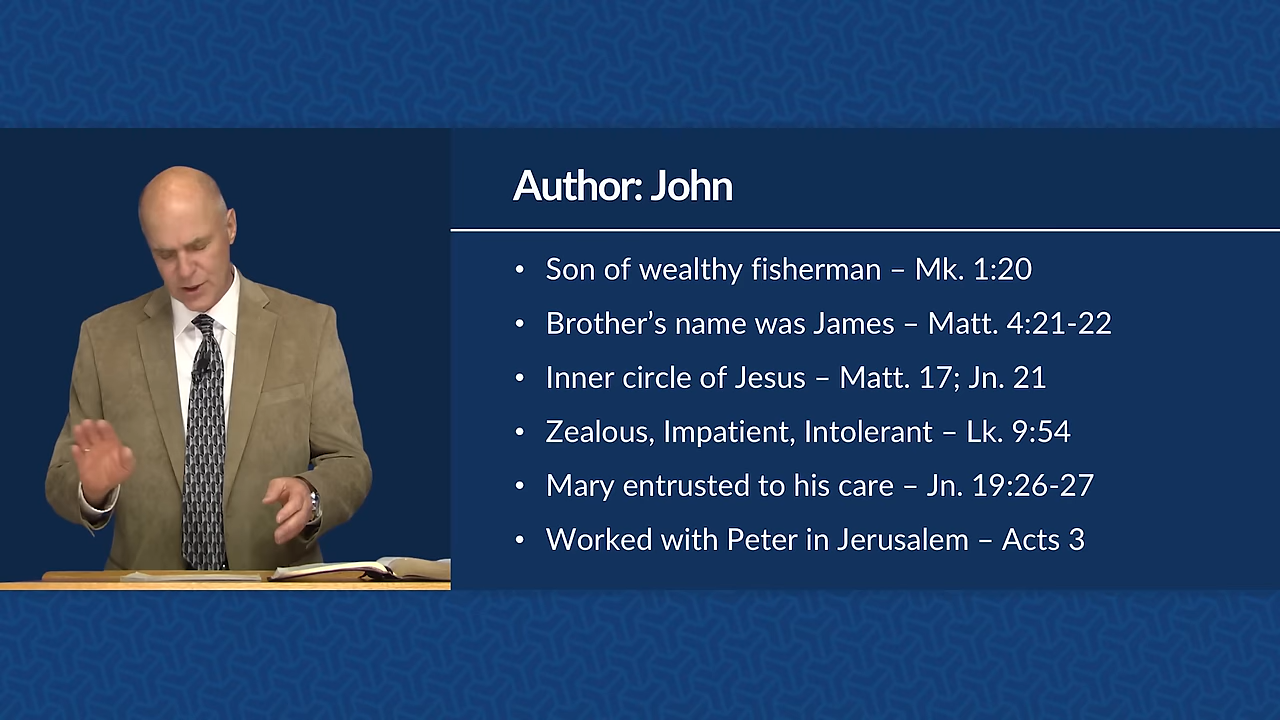 Author: John
• Son of wealthy fisherman – Mk. 1:20
• Brother’s name was James – Matt. 4:21-22
• Inner circle of Jesus – Matt. 17; Jn. 21
• Zealous, Impatient, Intolerant – Lk. 9:54
• Mary entrusted to his care – Jn. 19:26-27
• Worked with Peter in Jerusalem – Acts 3